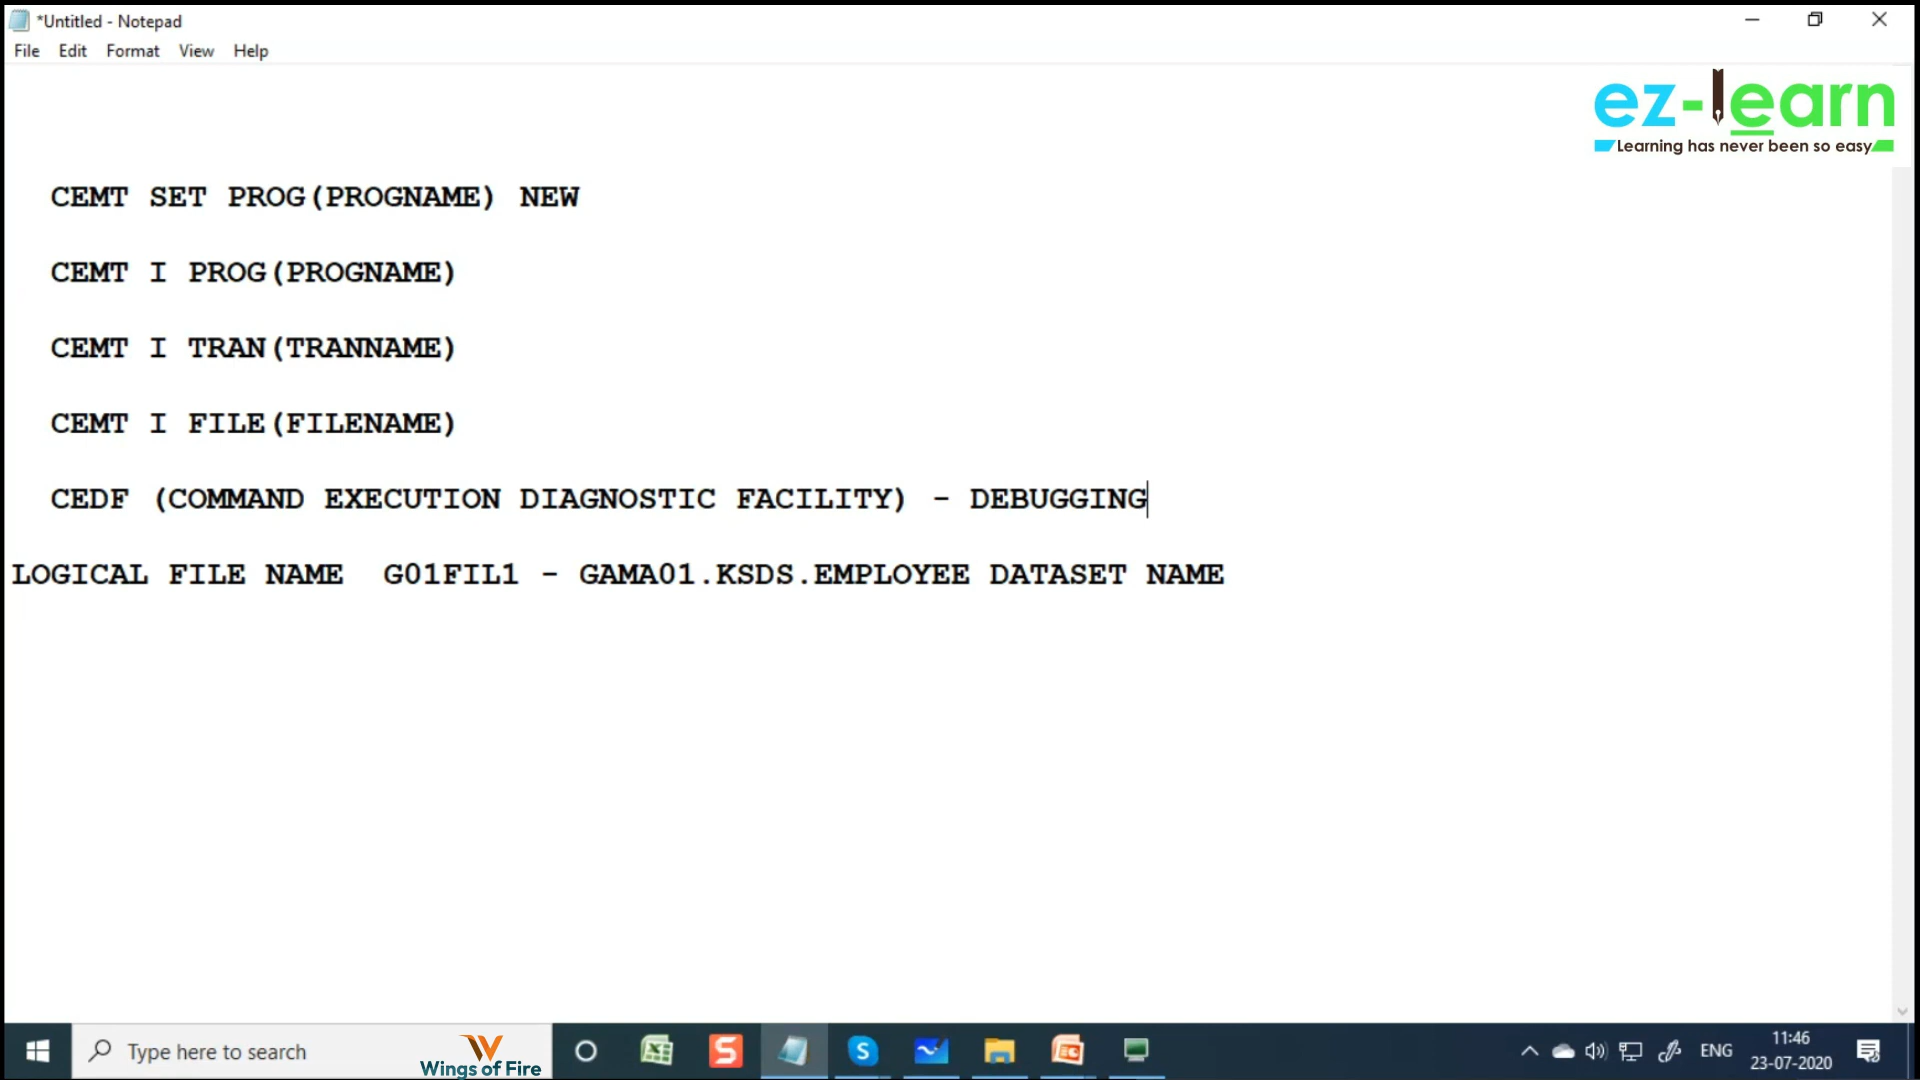 *Untitled - Notepad
File Edit Format View Help
ez-learn
Learning has never been so easy
CEMT SET PROG(PROGNAME) NEW
CEMT I PROG(PROGNAME)
CEMT I TRAN(TRANNAME)
CEMT I FILE(FILENAME)
CEDF (COMMAND EXECUTION DIAGNOSTIC FACILITY) - DEBUGGING
LOGICAL FILE NAME G01FIL1 - GAMA01.KSDS.EMPLOYEE DATASET NAME
Type here to search
Wings of Fire
ENG
11:46
23-07-2020